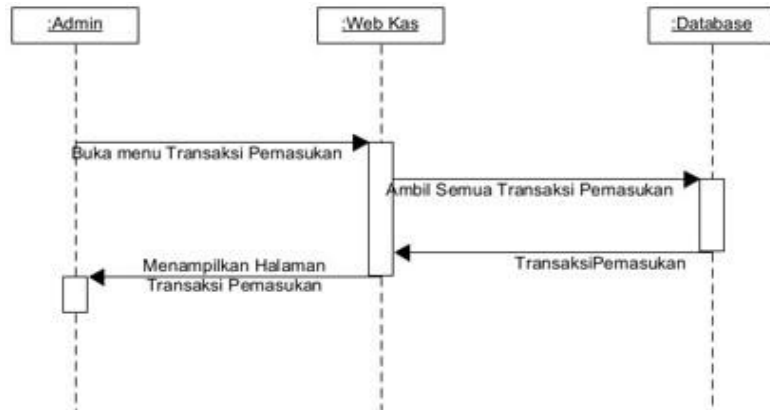 :Admin
:Web Kas
:Database
Buka menu Transaksi Pemasukan
Ambil Semua Transaksi Pemasukan
TransaksiPemasukan
Menampilkan Halaman
Transaksi Pemasukan